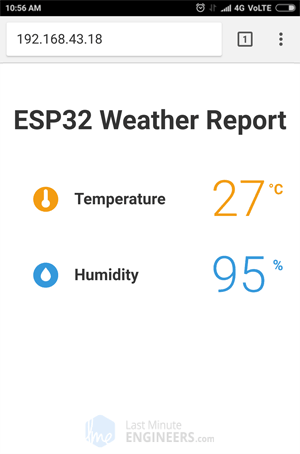 10:56 AM 4G VoLTE
192.168.43.18 1
ESP32 Weather Report
Temperature 27 °C
Humidity 95 %
Last Minute
ENGINEERS.com